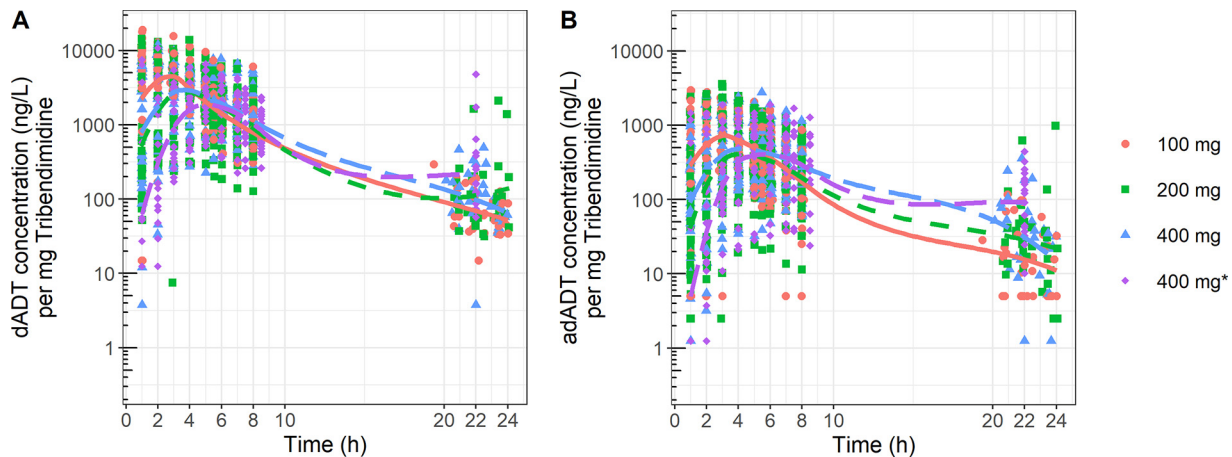 A
dADT concentration (ng/L)
per mg Tribendimidine
10000
1000
100
10
1
0 2 4 6 8 10 20 22 24
Time (h)
B
adADT concentration (ng/L)
per mg Tribendimidine
10000
1000
100
10
1
0 2 4 6 8 10 20 22 24
Time (h)
100 mg
200 mg
400 mg
400 mg*